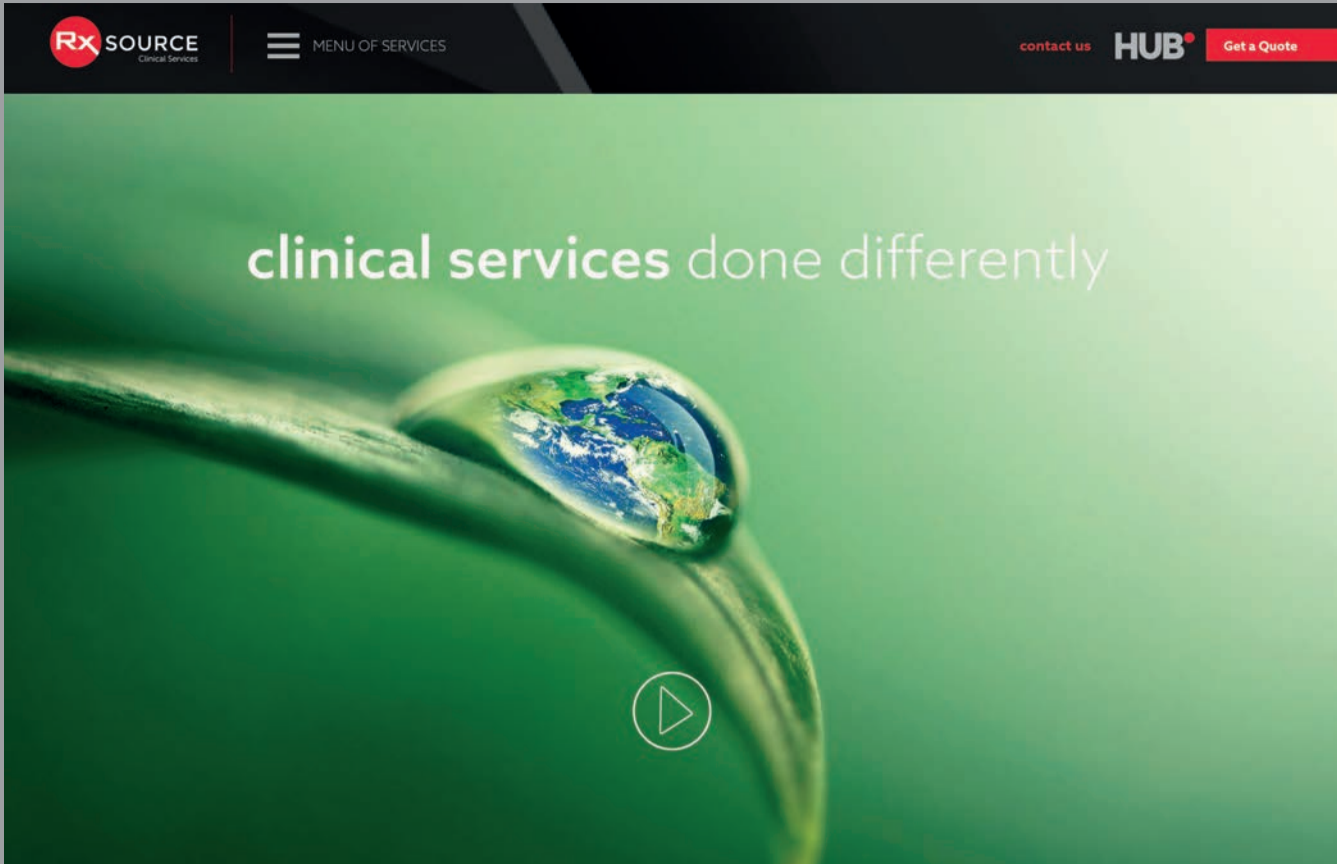 Rx SOURCE
Clinical Services
MENU OF SERVICES
contact us
HUB
Get a Quote
clinical services done differently